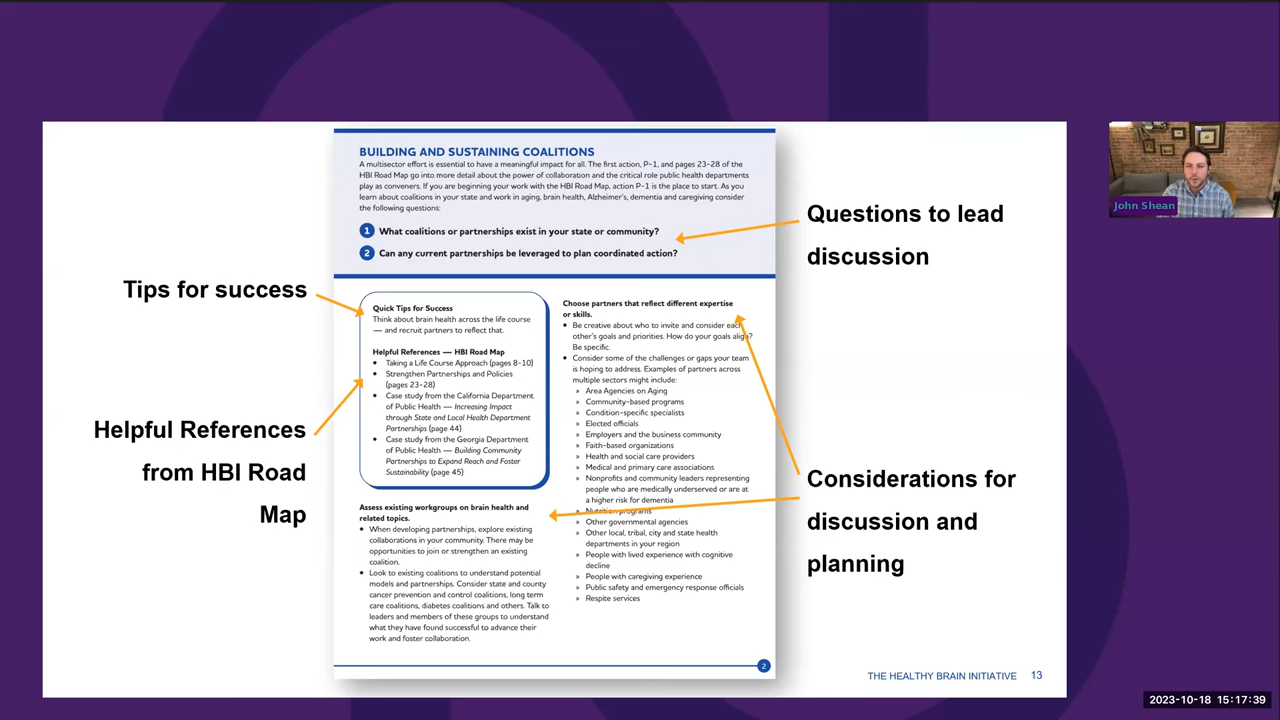 BUILDING AND SUSTAINING COALITIONS
A multisector effort is essential to have a meaningful impact for all. The first action, P-1, and pages 23-28 of the
HBI Road Map go into more detail about the power of collaboration and the critical role public health departments
play as conveners. If you are beginning your work with the HBI Road Map, action P-1 is the place to start. As you
learn about coalitions in your state and work in aging, brain health, Alzheimer's, dementia and caregiving consider
the following questions:
1 What coalitions or partnerships exist in your state or community?
2 Can any current partnerships be leveraged to plan coordinated action?
Questions to lead
discussion
John Shean
Tips for success
Helpful References
from HBI Road
Map
Quick Tips for Success
Think about brain health across the life course
— and recruit partners to reflect that.
Helpful References — HBI Road Map
• Taking a Life Course Approach (pages 8-10)
• Strengthen Partnerships and Policies
(pages 23-28)
• Case study from the California Department
of Public Health — Increasing Impact
through State and Local Health Department
Partnerships (page 44)
• Case study from the Georgia Department
of Public Health — Building Community
Partnerships to Expand Reach and Foster
Sustainability (page 45)
Assess existing workgroups on brain health and
related topics.
• When developing partnerships, explore existing
collaborations in your community. There may be
opportunities to join or strengthen an existing
coalition.
• Look to existing coalitions to understand potential
models and partnerships. Consider state and county
cancer prevention and control coalitions, long term
care coalitions, diabetes coalitions and others. Talk to
leaders and members of these groups to understand
what they have found successful to advance their
work and foster collaboration.
Choose partners that reflect different expertise
or skills.
• Be creative about who to invite and consider each
other's goals and priorities. How do your goals align?
Be specific.
• Consider some of the challenges or gaps your team
is hoping to address. Examples of partners across
multiple sectors might include:
» Area Agencies on Aging
» Community-based programs
» Condition-specific specialists
» Elected officials
» Employers and the business community
» Faith-based organizations
» Health and social care providers
» Medical and primary care associations
» Nonprofits and community leaders representing
people who are medically underserved or are at
a higher risk for dementia
» Nutrition programs
» Other governmental agencies
» Other local, tribal, city and state health
departments in your region
» People with lived experience with cognitive
decline
» People with caregiving experience
» Public safety and emergency response officials
» Respite services
Considerations for
discussion and
planning
2
THE HEALTHY BRAIN INITIATIVE 13
2023-10-18 15:17:39